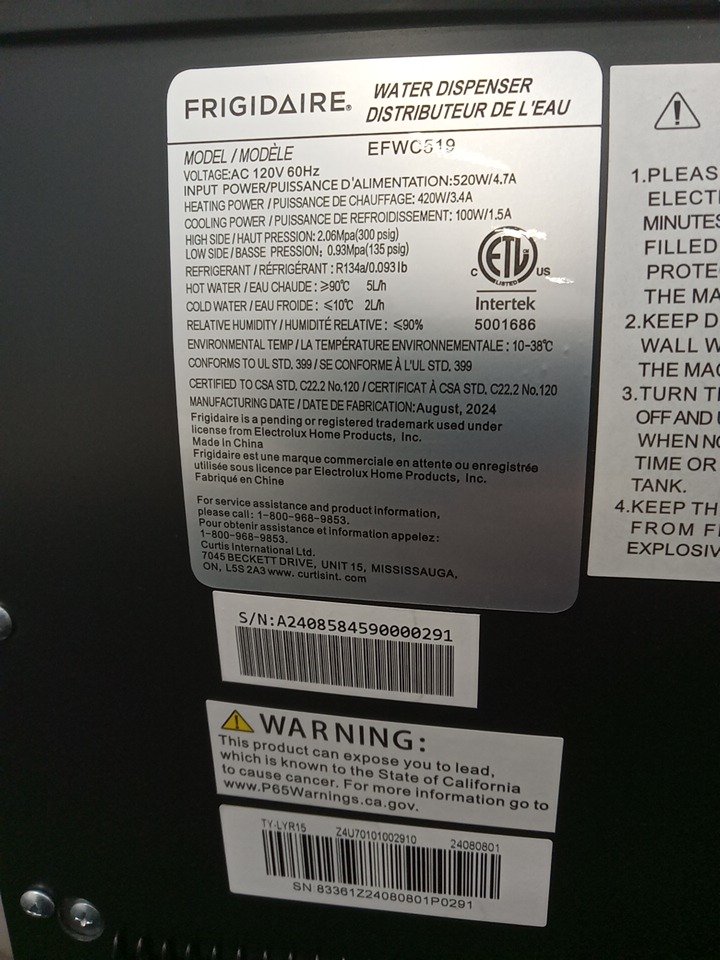 FRIGIDAIRE®
WATER DISPENSER
DISTRIBUTEUR DE L'EAU
MODEL / MODÈLE EFWC519
VOLTAGE:AC 120V 60Hz
INPUT POWER/PUISSANCE D'ALIMENTATION:520W/4.7A
HEATING POWER / PUISSANCE DE CHAUFFAGE: 420W/3.4A
COOLING POWER / PUISSANCE DE REFROIDISSEMENT: 100W/1.5A
HIGH SIDE / HAUT PRESSION: 2.06Mpa(300 psig)
LOW SIDE / BASSE PRESSION: 0.93Mpa(135 psig)
REFRIGERANT / RÉFRIGÉRANT : R134a/0.093 lb
HOT WATER / EAU CHAUDE: ≥90℃ 5L/h
COLD WATER / EAU FROIDE: ≤10℃ 2L/h
RELATIVE HUMIDITY / HUMIDITÉ RELATIVE : ≤90%
C ETL US
LISTED
Intertek
5001686
ENVIRONMENTAL TEMP / LA TEMPÉRATURE ENVIRONNEMENTALE : 10-38℃
CONFORMS TO UL STD. 399 / SE CONFORME À L'UL STD. 399
CERTIFIED TO CSA STD. C22.2 No.120 / CERTIFICAT À CSA STD. C22.2 No.120
MANUFACTURING DATE / DATE DE FABRICATION: August, 2024
Frigidaire is a pending or registered trademark used under
license from Electrolux Home Products, Inc.
Made In China
Frigidaire est une marque commerciale en attente ou enregistrée
utilisée sous licence par Electrolux Home Products, Inc.
Fabriqué en Chine
For service assistance and product information,
please call : 1-800-968-9853.
Pour obtenir assistance et information appelez :
1-800-968-9853.
Curtis International Ltd.
7045 BECKETT DRIVE, UNIT 15, MISSISSAUGA,
ON, L5S 2A3 www. curtisint. com
1.PLEAS
ELECT
MINUTES
FILLED
PROTE
THE MA
2.KEEP D
WALL W
THE MAC
3.TURN T
OFF AND U
WHEN NO
TIME OR
TANK.
4.KEEP TH
FROM F
EXPLOSIV
S/N:A2408584590000291
WARNING:
This product can expose you to lead,
which is known to the State of California
to cause cancer. For more information go to
www.P65Warnings.ca.gov.
TY-LYR15 Z4U70101002910 24080801
SN 83361Z24080801P0291